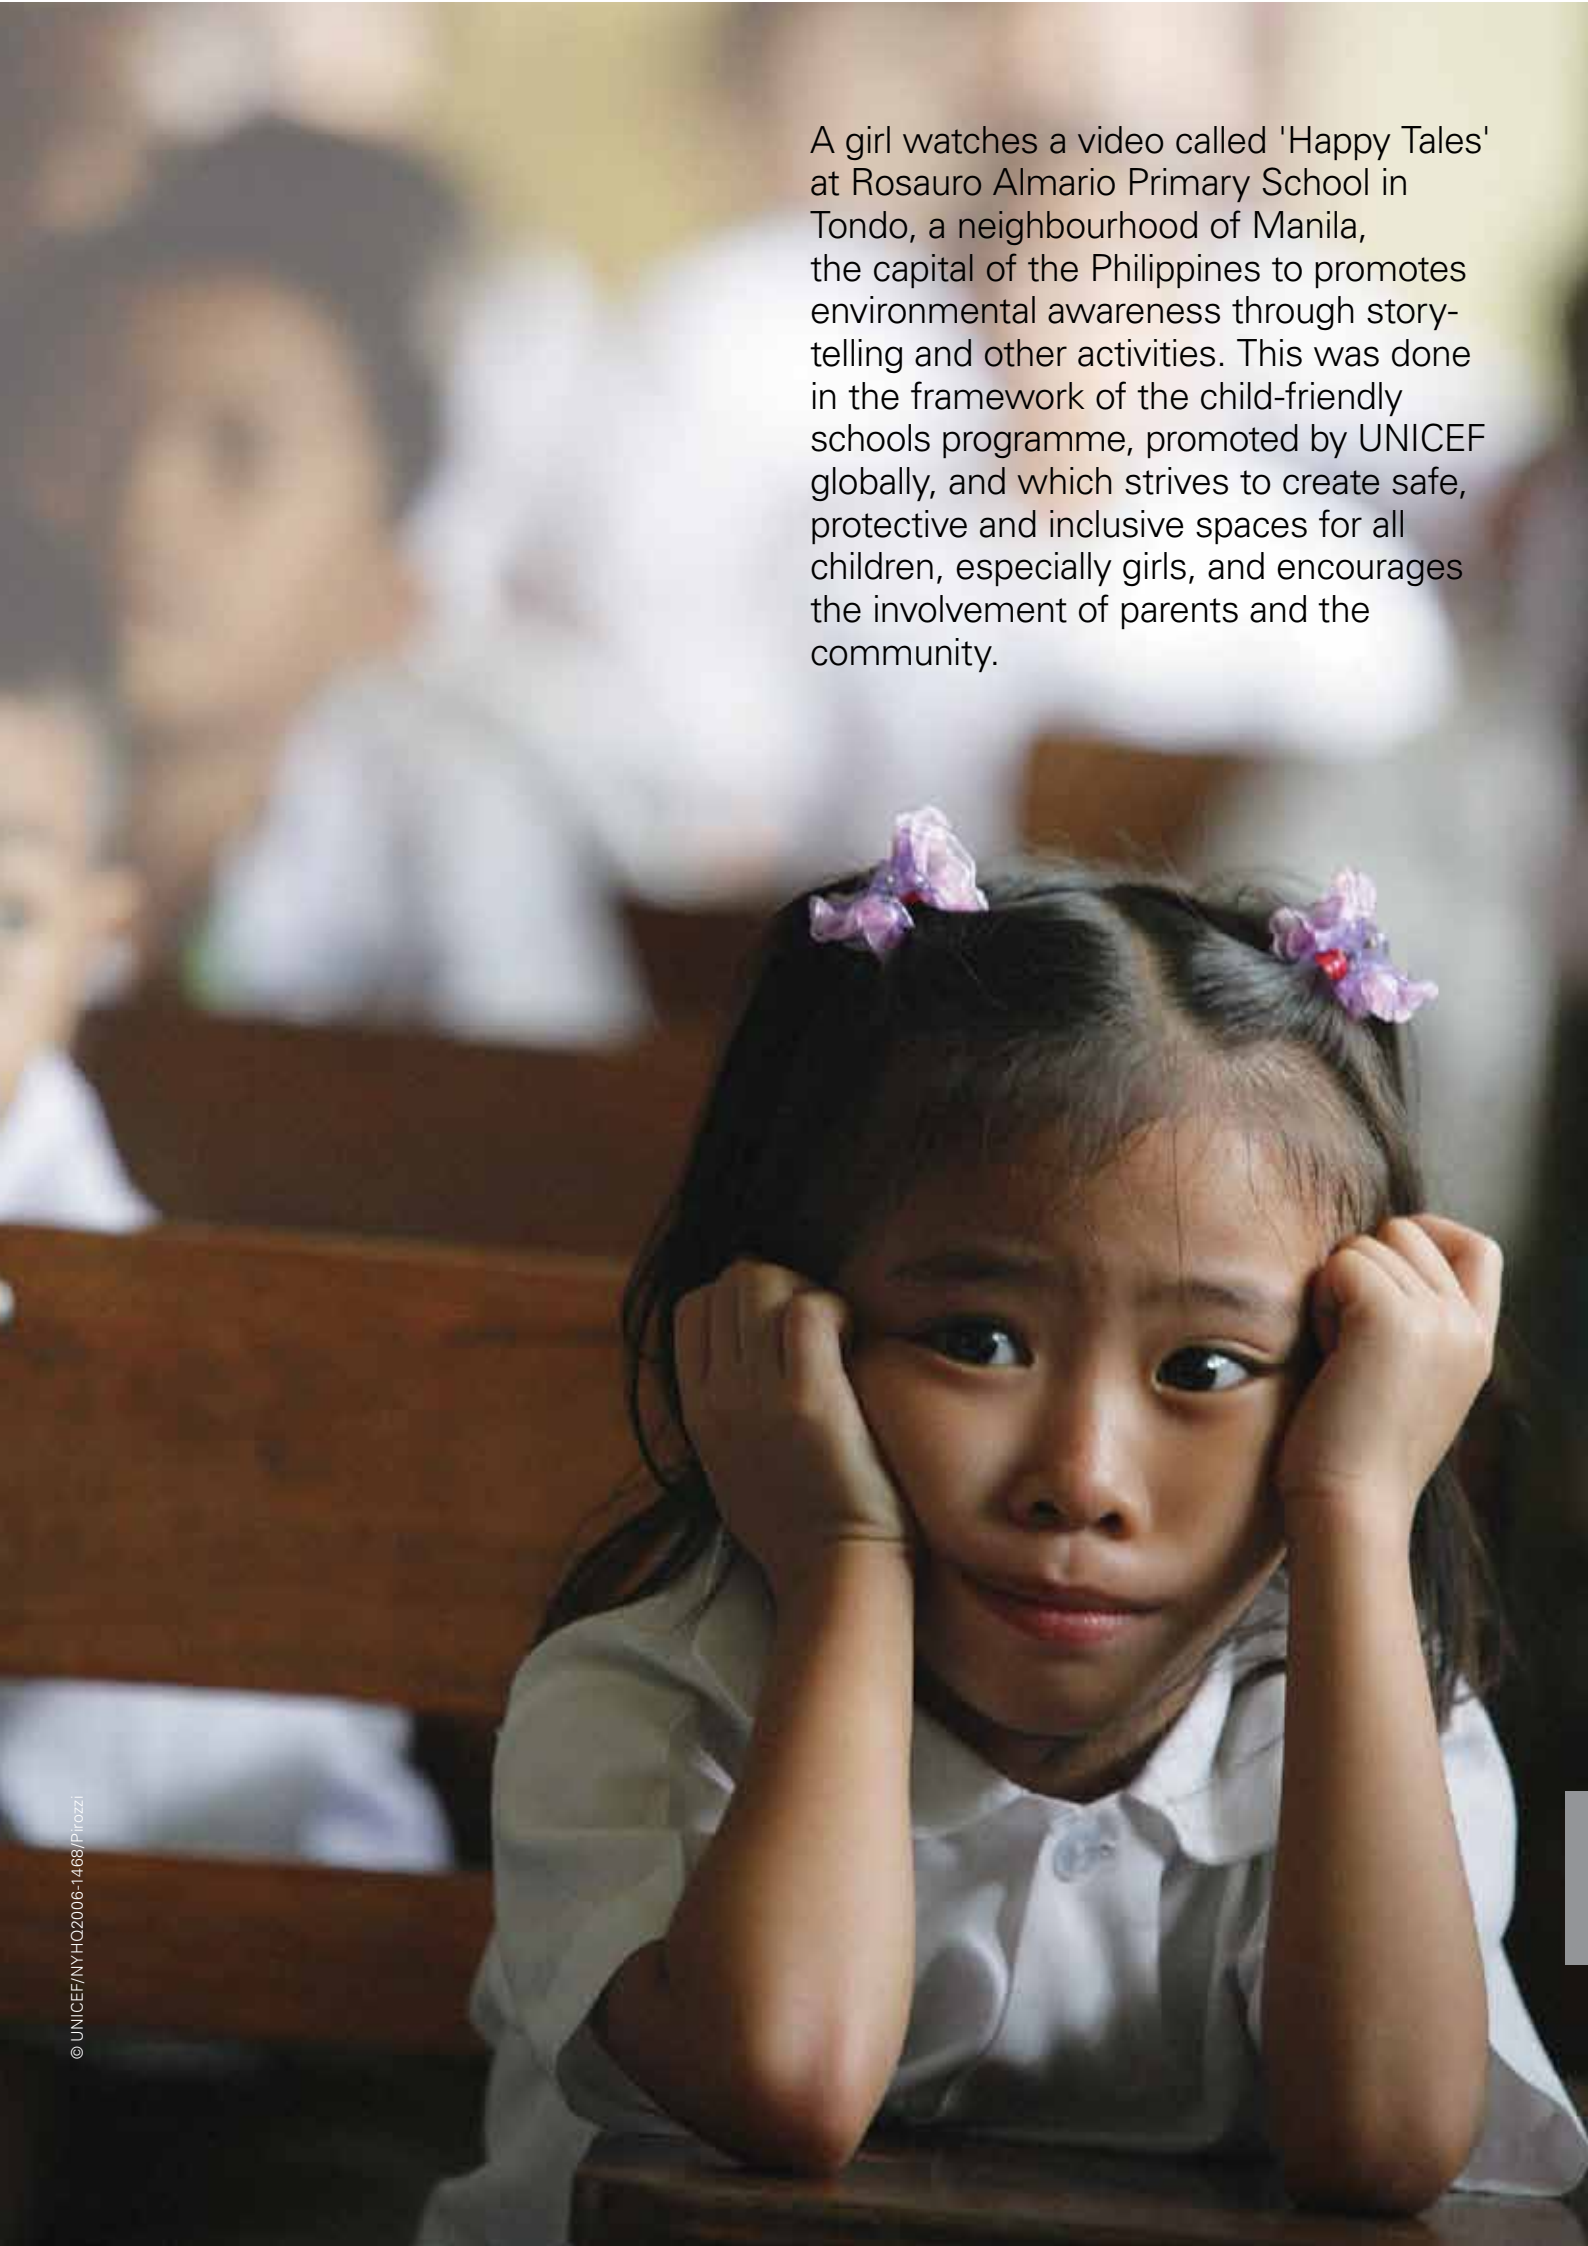 A girl watches a video called 'Happy Tales'
at Rosauro Almario Primary School in
Tondo, a neighbourhood of Manila,
the capital of the Philippines to promotes
environmental awareness through story-
telling and other activities. This was done
in the framework of the child-friendly
schools programme, promoted by UNICEF
globally, and which strives to create safe,
protective and inclusive spaces for all
children, especially girls, and encourages
the involvement of parents and the
community.
© UNICEF/NYHQ2006-1468/Pirozzi